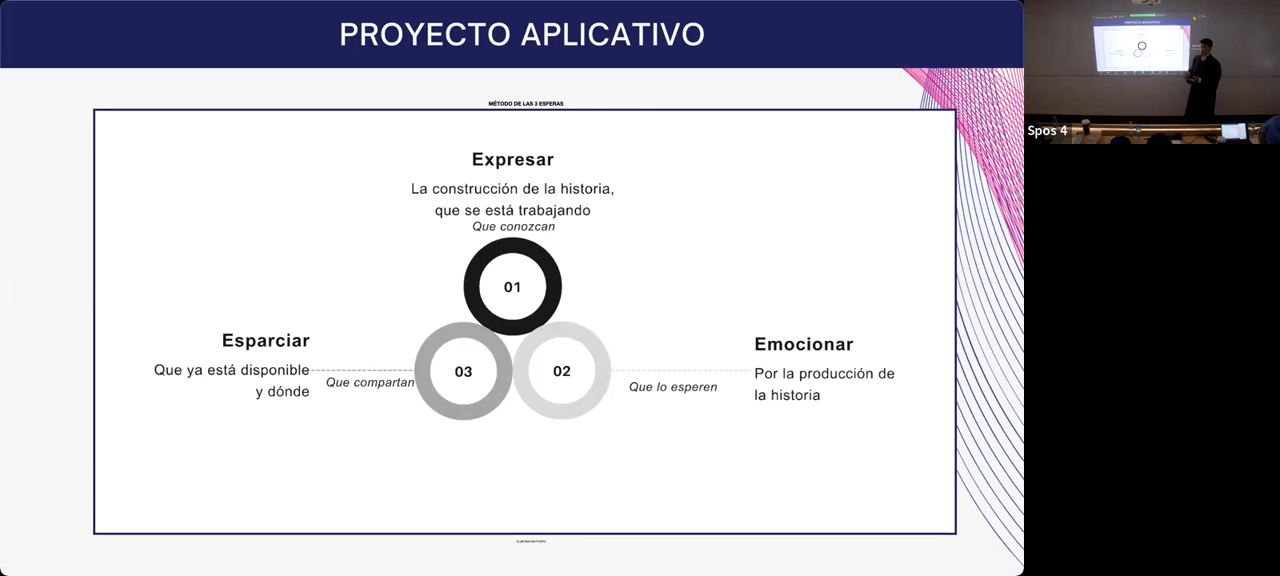 PROYECTO APLICATIVO
MÉTODO DE LAS 3 ESFERAS
Expresar
La construcción de la historia,
que se está trabajando
Que conozcan
01
Esparciar
Que ya está disponible
y dónde
Que compartan
03
02
Que lo esperen
Emocionar
Por la producción de
la historia
Spos 4